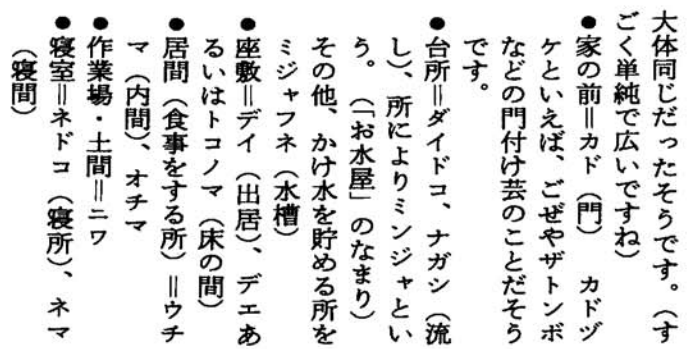 大体同じだったそうです。(す
ごく単純で広いですね)
●家の前＝カド(門) カドヅ
ケといえば、ごぜやザトンボ
などの門付け芸のことだそう
です。
●台所＝ダイドコ、ナガシ(流
し)、所によりミンジャとい
う。(「お水屋」のなまり)
その他、かけ水を貯める所を
ミジャフネ(水槽)
●座敷＝デイ(出居)、デエあ
るいはトコノマ(床の間)
●居間(食事をする所)＝ウチ
マ(内間)、オチマ
●作業場・土間＝ニワ
●寝室＝ネドコ(寝所)、ネマ
(寝間)